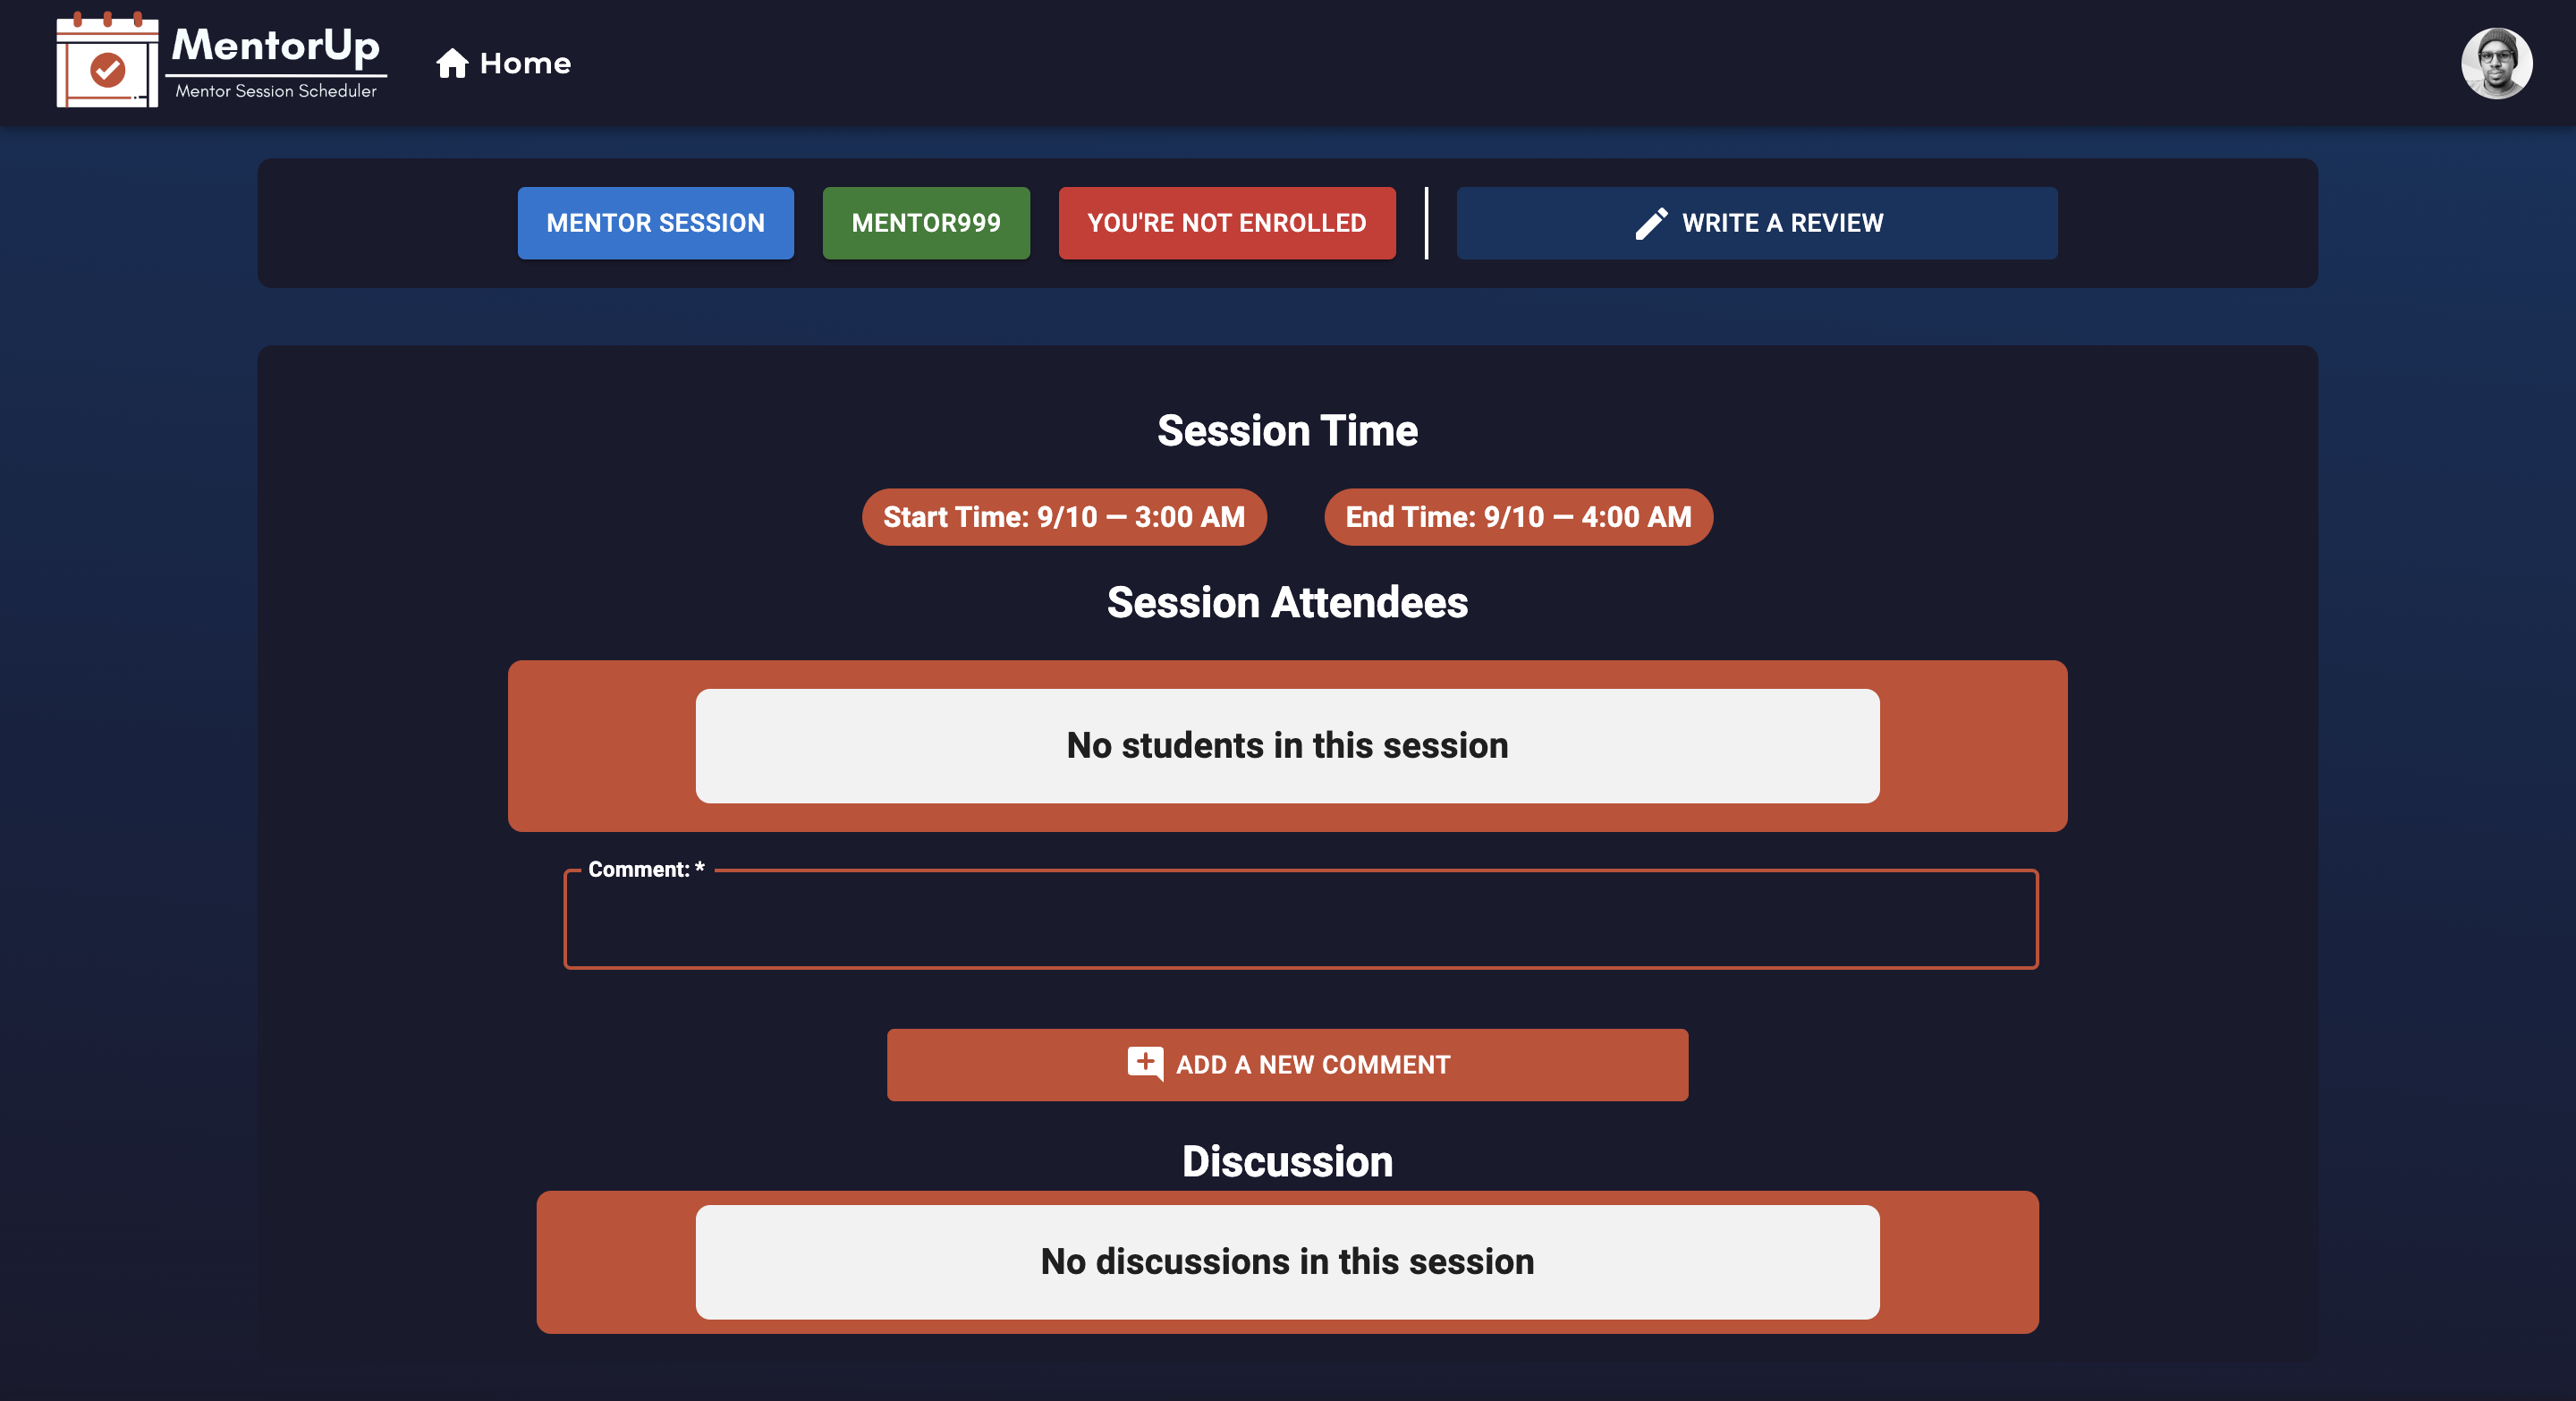 MentorUp
Mentor Session Scheduler
Home
MENTOR SESSION
MENTOR999
YOU'RE NOT ENROLLED
WRITE A REVIEW
Session Time
Start Time: 9/10 — 3:00 AM
End Time: 9/10 — 4:00 AM
Session Attendees
No students in this session
Comment: *
ADD A NEW COMMENT
Discussion
No discussions in this session